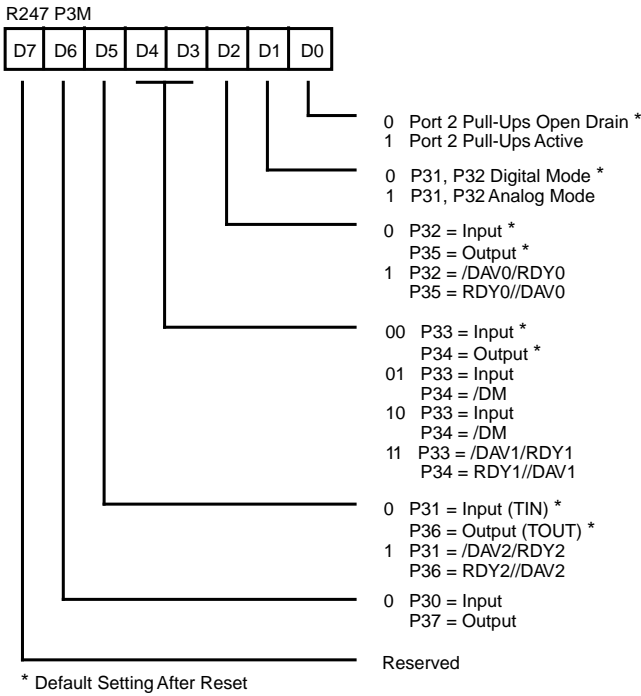 R247 P3M
D7 D6 D5 D4 D3 D2 D1 D0
0 Port 2 Pull-Ups Open Drain *
1 Port 2 Pull-Ups Active
0 P31, P32 Digital Mode *
1 P31, P32 Analog Mode
0 P32 = Input *
P35 = Output *
1 P32 = /DAV0/RDY0
P35 = RDY0//DAV0
00 P33 = Input *
P34 = Output *
01 P33 = Input
P34 = /DM
10 P33 = Input
P34 = /DM
11 P33 = /DAV1/RDY1
P34 = RDY1//DAV1
0 P31 = Input (TIN) *
P36 = Output (TOUT) *
1 P31 = /DAV2/RDY2
P36 = RDY2//DAV2
0 P30 = Input
P37 = Output
Reserved
* Default Setting After Reset